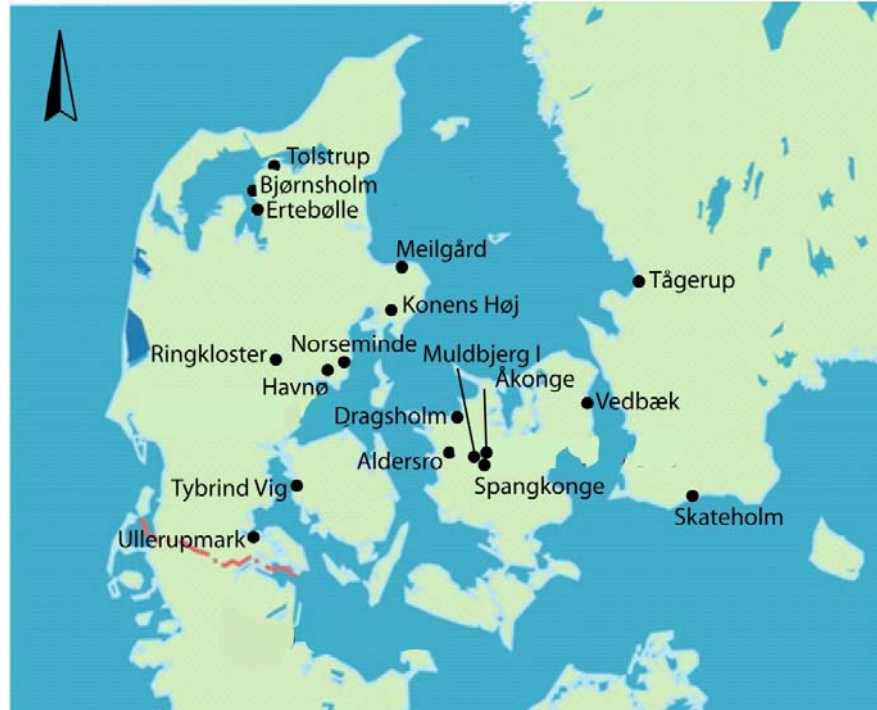 Tolstrup
Bjørnsholm
Ertebølle
Meilgård
Tågerup
Konens Høj
Norseminde
Muldbjerg I
Ringkloster
Åkonge
Havnø
Vedbæk
Dragsholm
Aldersro
Tybrind Vig
Spangkonge
Skateholm
Ullerupmark